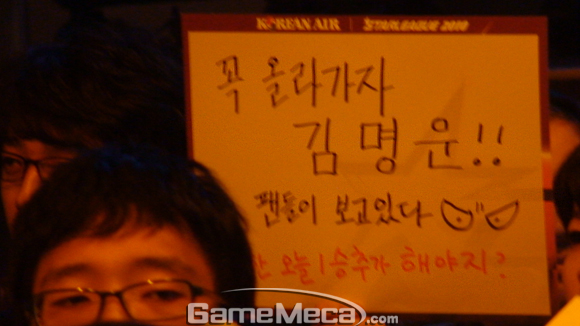 KOREAN AIR STARLEAGUE 2010
꼭 올라가자
김명운!!
팬들이 보고있다
오늘 1승추가 해야지?
GameMeca.com